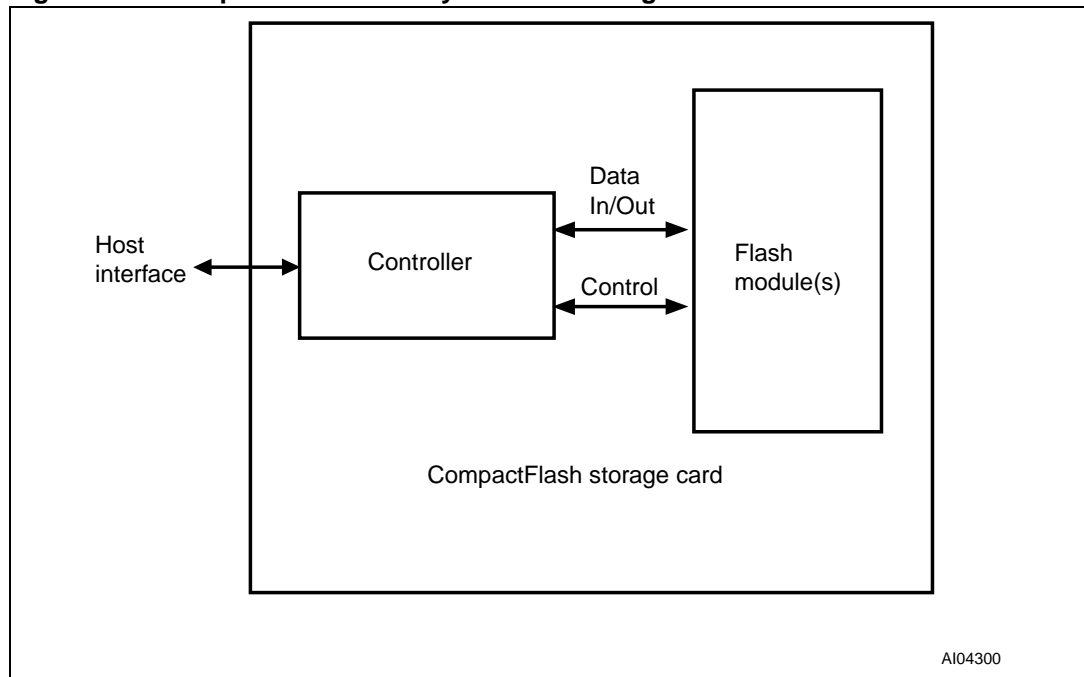 Data
In/Out
Host
interface
Controller
Control
Flash
module(s)
CompactFlash storage card
AI04300